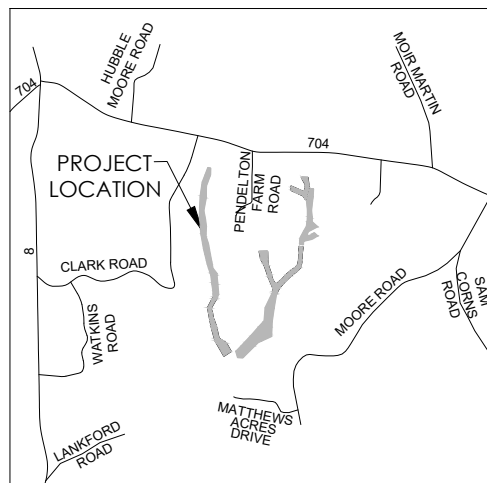 HUBBLE
MOORE ROAD
MOIR MARTIN
ROAD
704
704
PROJECT
LOCATION
PENDELTON
FARM
ROAD
8
CLARK ROAD
WATKINS
ROAD
MOORE ROAD
SAM
CORNS
ROAD
MATTHEWS
ACRES
DRIVE
LANKFORD
ROAD